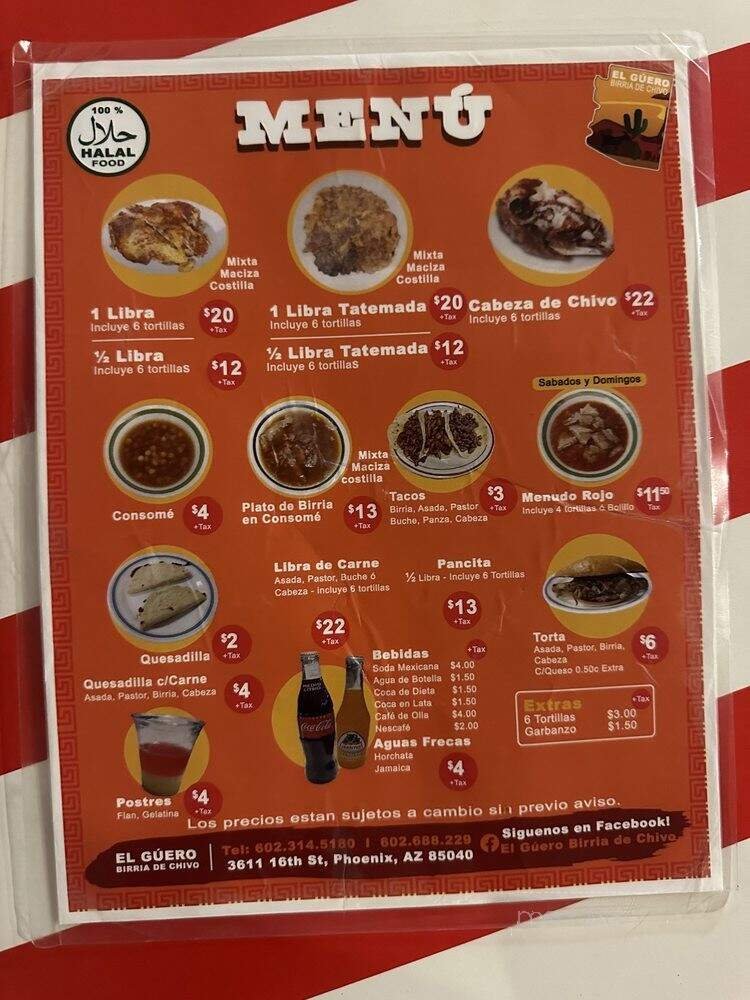 100 %
حلال
HALAL
FOOD
MENÚ
EL GÜERO
BIRRIA DE CHIVO
Mixta
Maciza
Costilla
1 Libra
Incluye 6 tortillas
$20
+Tax
½ Libra
Incluye 6 tortillaS
$12
+Tax
Mixta
Maciza
Costilla
1 Libra Tatemada
Incluye 6 tortillas
$20
+Tax
½ Libra Tatemada
Incluye 6 tortillaS
$12
+Tax
Cabeza de Chivo
Incluye 6 tortillas
$22
+Tax
Consomé
$4
+Tax
Mixta
Maciza
costilla
Plato de Birria
en Consomé
$13
+Tax
Tacos
Birria, Asada, Pastor
Buche, Panza, Cabeza
$3
+Tax
Sabados y Domingos
Menudo Rojo
Incluye 4 tortillas ó Bolillo
$11⁵⁰
Tax
Quesadilla
$2
+Tax
Quesadilla c/Carne
Asada, Pastor, Birria, Cabeza
$4
+Tax
Libra de Carne
Asada, Pastor, Buche ó
Cabeza - incluye 6 tortillas
$22
+Tax
Pancita
½ Libra - Incluye 6 Tortillas
$13
+Tax
Torta
Asada, Pastor, Birria,
Cabeza
C/Queso 0.50c Extra
$6
+Tax
Bebidas
+Tax
Soda Mexicana $4.00
Agua de Botella $1.50
Coca de Dieta $1.50
Coca en Lata $1.50
Café de Olla $4.00
Nescafé $2.00
Aguas Frecas
Horchata
Jamaica
$4
+Tax
Coca-Cola
Extras
+Tax
6 Tortillas $3.00
Garbanzo $1.50
Postres
Flan, Gelatina
$4
+Tax
Los precios estan sujetos a cambio sin previo aviso.
EL GÚERO
BIRRIA DE CHIVO
Tel: 602.314.5180 | 602.688.229
3611 16th St, Phoenix, AZ 85040
Siguenos en Facebook!
El Gúero Birria de Chivo